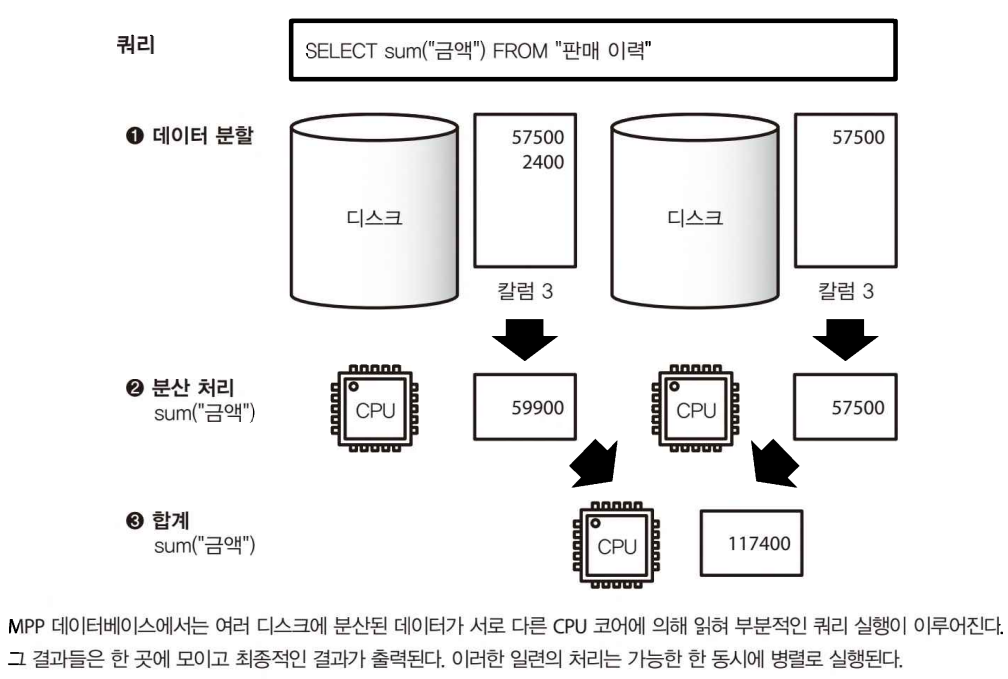 쿼리
SELECT sum("금액") FROM "판매 이력"
❶ 데이터 분할
디스크
57500
2400
칼럼 3
디스크
57500
칼럼 3
❷ 분산 처리
sum("금액")
CPU
59900
CPU
57500
❸ 합계
sum("금액")
CPU
117400
MPP 데이터베이스에서는 여러 디스크에 분산된 데이터가 서로 다른 CPU 코어에 의해 읽혀 부분적인 쿼리 실행이 이루어진다.
그 결과들은 한 곳에 모이고 최종적인 결과가 출력된다. 이러한 일련의 처리는 가능한 한 동시에 병렬로 실행된다.